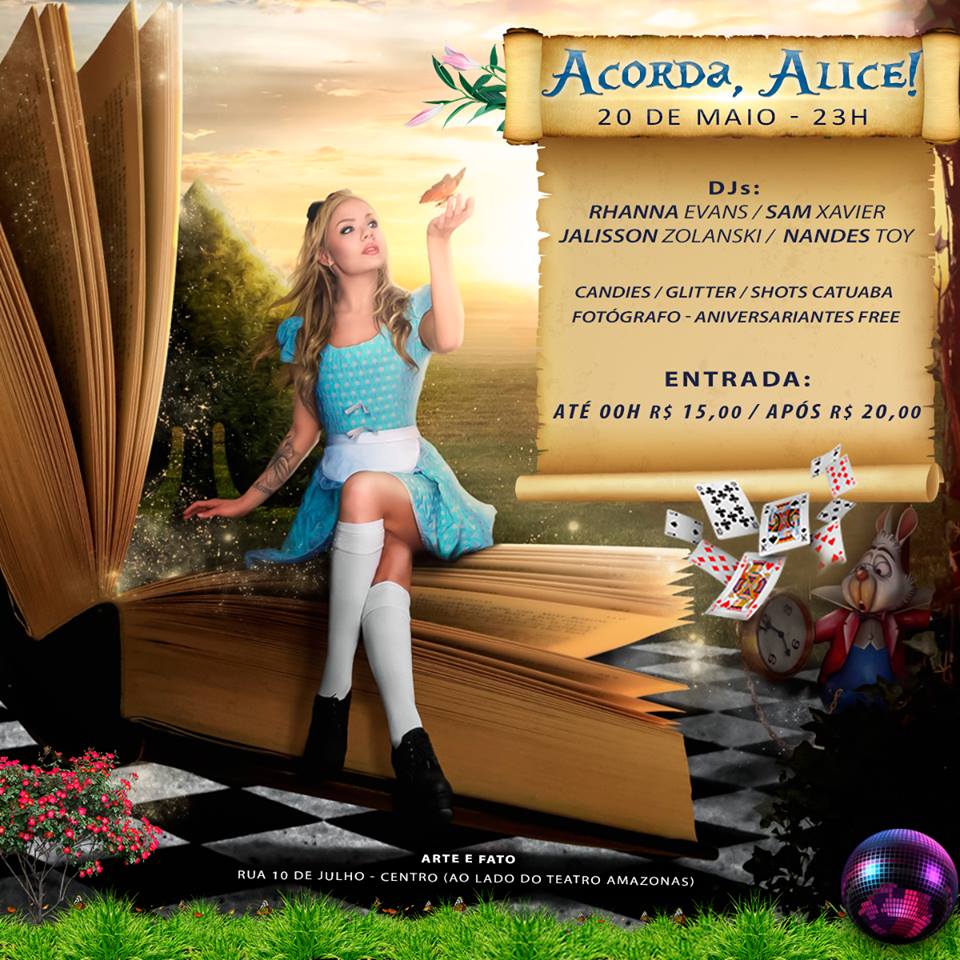 Acorda, Alice!
20 DE MAIO - 23H
DJs:
RHANNA EVANS / SAM XAVIER
JALISSON ZOLANSKI / NANDES TOY
CANDIES / GLITTER / SHOTS CATUABA
FOTÓGRAFO - ANIVERSARIANTES FREE
ENTRADA:
ATÉ 00H R$ 15,00 / APÓS R$ 20,00
ARTE E FATO
RUA 10 DE JULHO - CENTRO (AO LADO DO TEATRO AMAZONAS)